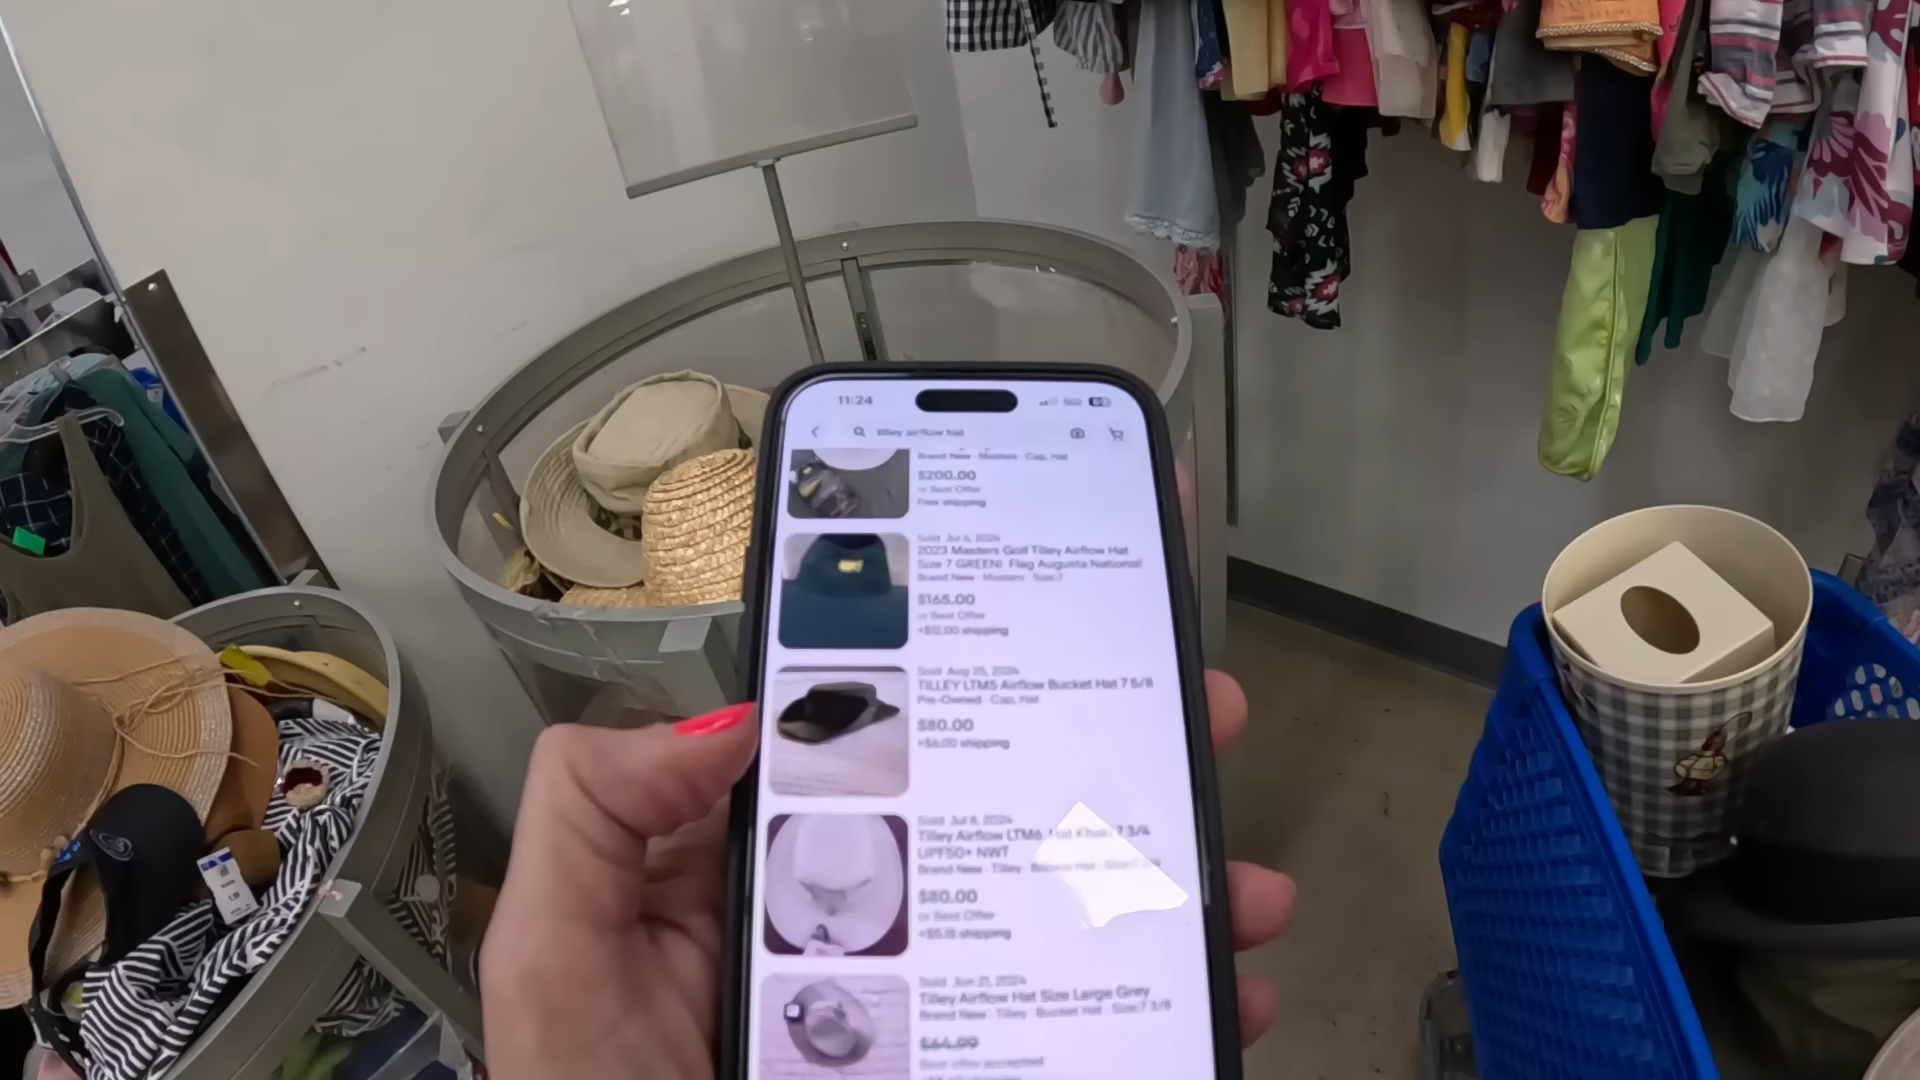 11:24
tilley airflow hat
Brand New · Masters · Cap, Hat
$200.00
or Best Offer
Free shipping
Sold Jul 6, 2024
2023 Masters Golf Tilley Airflow Hat
Size 7 GREEN! Flag Augusta National!
Brand New · Masters · Size:7
$165.00
or Best Offer
+$12.00 shipping
Sold Aug 25, 2024
TILLEY LTM5 Airflow Bucket Hat 7 5/8
Pre-Owned · Cap, Hat
$80.00
+$6.00 shipping
Sold Jul 8, 2024
Tilley Airflow LTM6 Hat Khaki 7 3/4
UPF50+ NWT
Brand New · Tilley · Bucket Hat
$80.00
or Best Offer
+$5.15 shipping
Sold Jun 21, 2024
Tilley Airflow Hat Size Large Grey
Brand New · Tilley · Bucket Hat · Size:7 3/8
$64.99
Best offer accepted